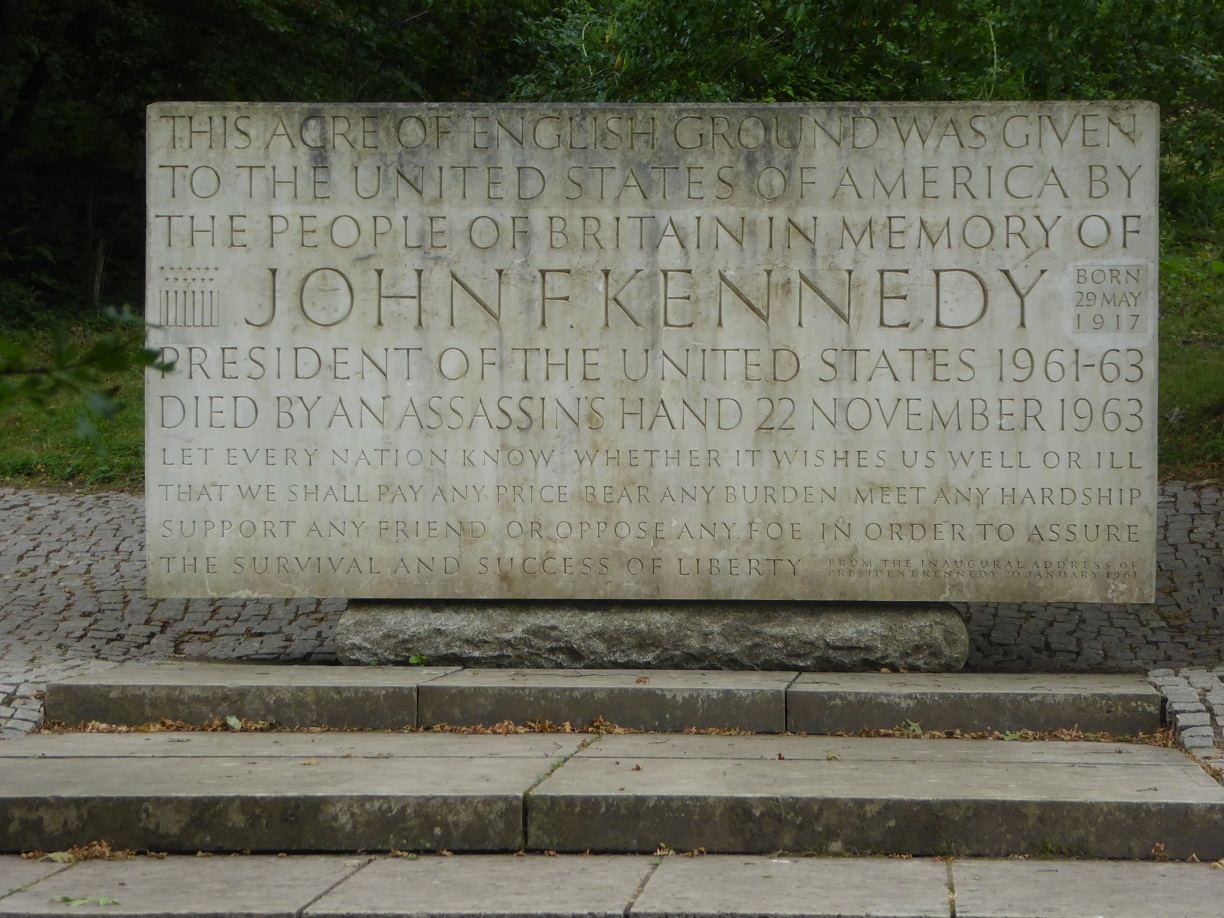 THIS ACRE OF ENGLISH GROUND WAS GIVEN
TO THE UNITED STATES OF AMERICA BY
THE PEOPLE OF BRITAIN IN MEMORY OF
JOHN F. KENNEDY
BORN
29 MAY
1917
PRESIDENT OF THE UNITED STATES 1961-63
DIED BY AN ASSASSIN'S HAND 22 NOVEMBER 1963
LET EVERY NATION KNOW WHETHER IT WISHES US WELL OR ILL
THAT WE SHALL PAY ANY PRICE BEAR ANY BURDEN MEET ANY HARDSHIP
SUPPORT ANY FRIEND OR OPPOSE ANY FOE IN ORDER TO ASSURE
THE SURVIVAL AND SUCCESS OF LIBERTY
FROM THE INAUGURAL ADDRESS OF
PRESIDENT KENNEDY 20 JANUARY 1961